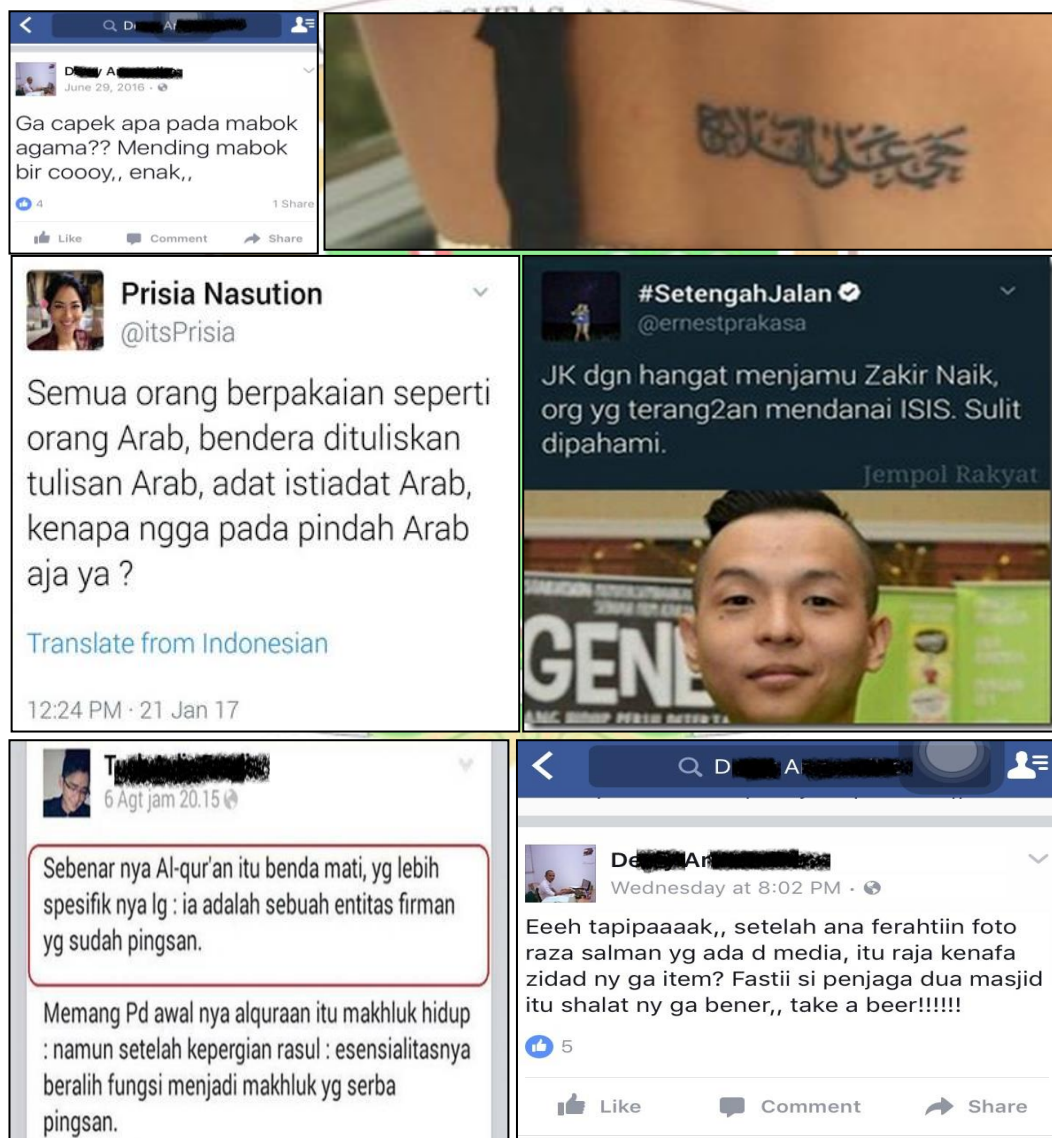 June 29, 2016
Ga capek apa pada mabok
agama?? Mending mabok
bir coooy,, enak,,
4
1 Share
Like Comment Share
حي على الفلاح
Prisia Nasution
@itsPrisia
Semua orang berpakaian seperti
orang Arab, bendera dituliskan
tulisan Arab, adat istiadat Arab,
kenapa ngga pada pindah Arab
aja ya ?
Translate from Indonesian
12:24 PM · 21 Jan 17
#SetengahJalan
@ernestprakasa
JK dgn hangat menjamu Zakir Naik,
org yg terang2an mendanai ISIS. Sulit
dipahami.
Jempol Rakyat
GENE
6 Agt jam 20.15
Sebenar nya Al-qur'an itu benda mati, yg lebih
spesifik nya lg : ia adalah sebuah entitas firman
yg sudah pingsan.
Memang Pd awal nya alquraan itu makhluk hidup
: namun setelah kepergian rasul : esensialitasnya
beralih fungsi menjadi makhluk yg serba
pingsan.
D A
De Ar
Wednesday at 8:02 PM
Eeeh tapipaaaak,, setelah ana ferahtiin foto
raza salman yg ada d media, itu raja kenafa
zidad ny ga item? Fastii si penjaga dua masjid
itu shalat ny ga bener,, take a beer!!!!!!
5
Like Comment Share